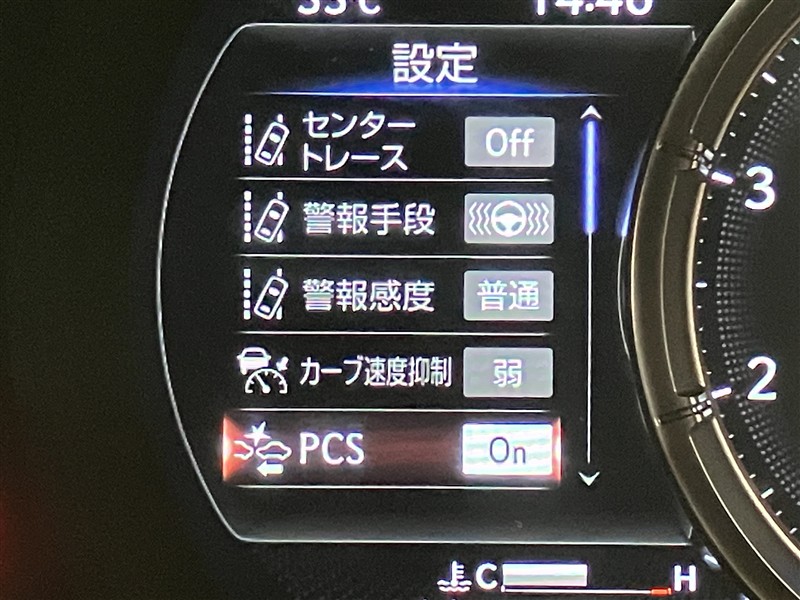 設定
センター
トレース
Off
警報手段
警報感度
普通
カーブ速度抑制
弱
PCS
On
3
2
C
H